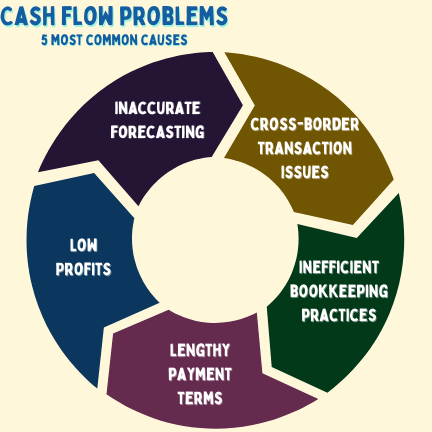 CASH FLOW PROBLEMS
5 MOST COMMON CAUSES
INACCURATE
FORECASTING
CROSS-BORDER
TRANSACTION
ISSUES
INEFFICIENT
BOOKKEEPING
PRACTICES
LENGTHY
PAYMENT
TERMS
LOW
PROFITS